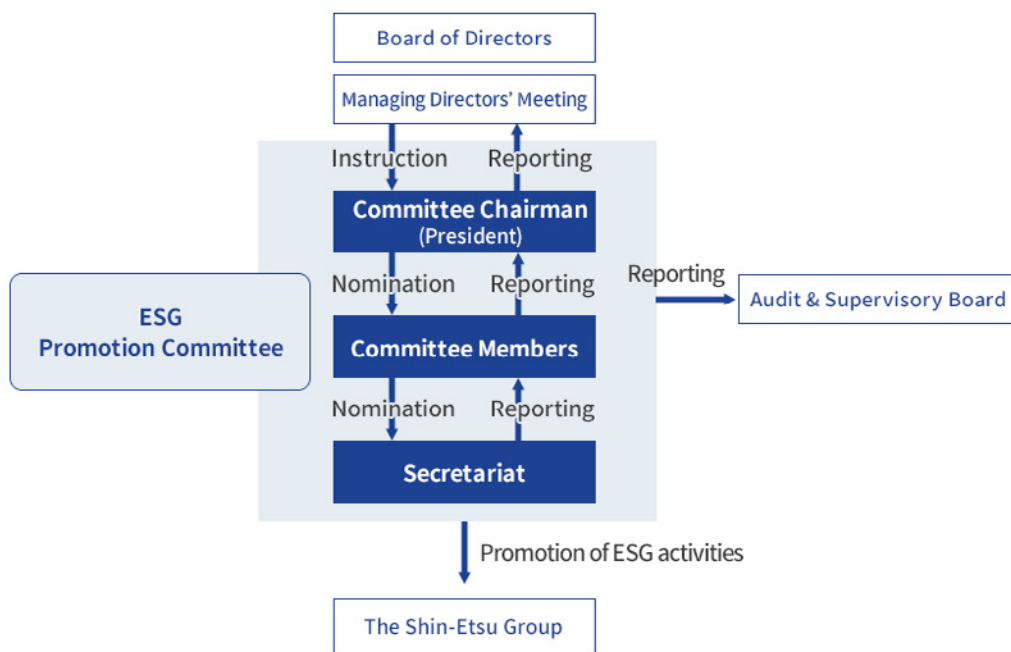 Board of Directors
Managing Directors' Meeting
Instruction
Reporting
Committee Chairman
(President)
Nomination
Reporting
Reporting
Audit & Supervisory Board
ESG
Promotion Committee
Committee Members
Nomination
Reporting
Secretariat
Promotion of ESG activities
The Shin-Etsu Group